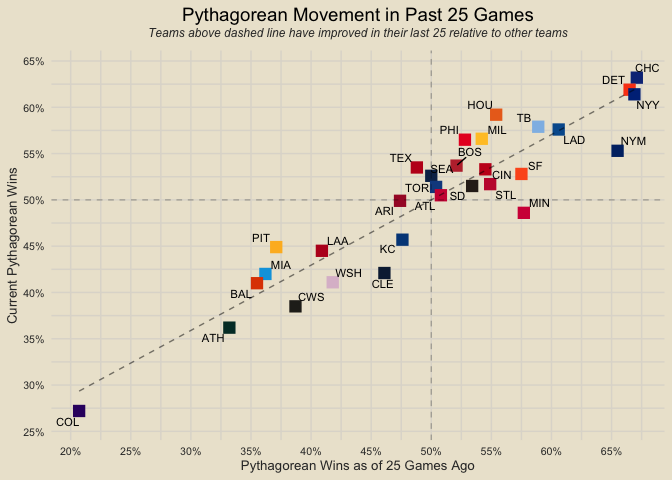 Pythagorean Movement in Past 25 Games
Teams above dashed line have improved in their last 25 relative to other teams
65%
60%
55%
50%
45%
40%
35%
30%
25%
Current Pythagorean Wins
CHC
DET
NYY
HOU
TB
PHI
MIL
LAD
NYM
BOS
TEX
SEA
SF
CIN
TOR
STL
SD
ATL
MIN
ARI
PIT
LAA
KC
MIA
WSH
CLE
BAL
CWS
ATH
COL
20%
25%
30%
35%
40%
45%
50%
55%
60%
65%
Pythagorean Wins as of 25 Games Ago